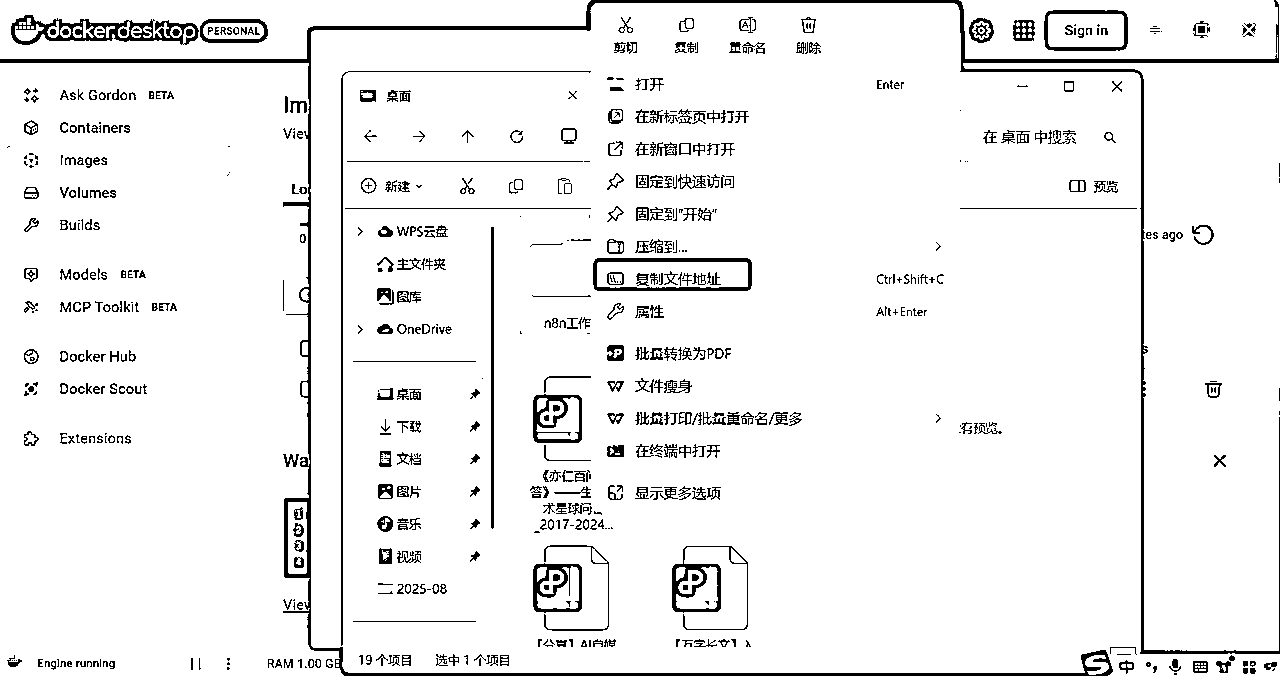 docker.desktop PERSONAL
Sign in
Ask Gordon BETA
Containers
Images
Volumes
Builds
Models BETA
MCP Toolkit BETA
Docker Hub
Docker Scout
Extensions
Im
View
Lo
0
Wa
View
tes ago
桌面
在 桌面 中搜索
新建
预览
WPS云盘
主文件夹
图库
OneDrive
桌面
下载
文档
图片
音乐
视频
2025-08
n8n工作
《亦仁百问
答》——生
术星球问
2017-2024...
【分享】AI自媒
【万字长文】入
剪切
复制
重命名
删除
打开 Enter
在新标签页中打开
在新窗口中打开
固定到快速访问
固定到"开始"
压缩到...
复制文件地址 Ctrl+Shift+C
属性 Alt+Enter
批量转换为PDF
文件瘦身
批量打印/批量重命名/更多
在终端中打开
显示更多选项
预览。
19 个项目 选中 1 个项目
Engine running
RAM 1.00 GB
中